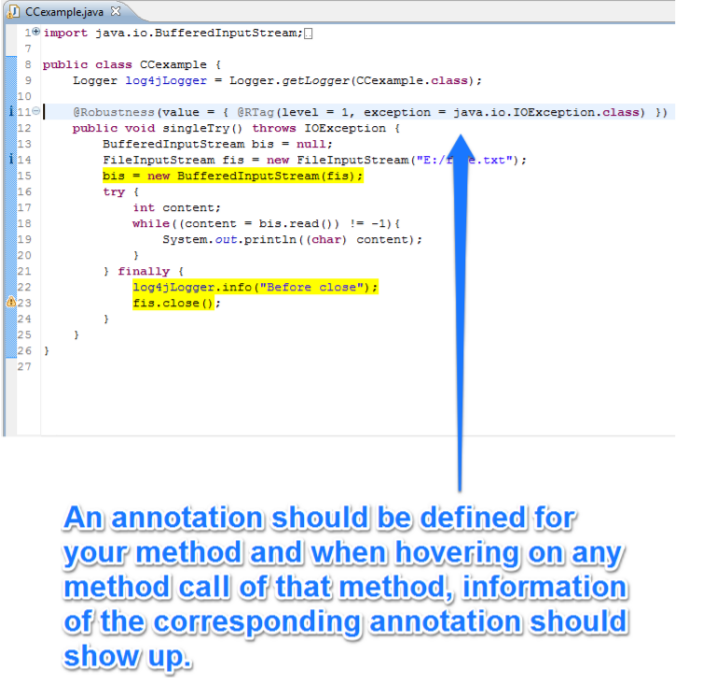 CCexample.java
1 import java.io.BufferedInputStream;
7
8 public class CCexample {
9 Logger log4jLogger = Logger.getLogger(CCexample.class);
10
11 @Robustness(value = { @RTag(level = 1, exception = java.io.IOException.class) })
12 public void singleTry() throws IOException {
13 BufferedInputStream bis = null;
14 FileInputStream fis = new FileInputStream("E:/f e.txt");
15 bis = new BufferedInputStream(fis);
16 try {
17 int content;
18 while((content = bis.read()) != -1){
19 System.out.println((char) content);
20 }
21 } finally {
22 log4jLogger.info("Before close");
23 fis.close();
24 }
25 }
26 }
27
An annotation should be defined for
your method and when hovering on any
method call of that method, information
of the corresponding annotation should
show up.